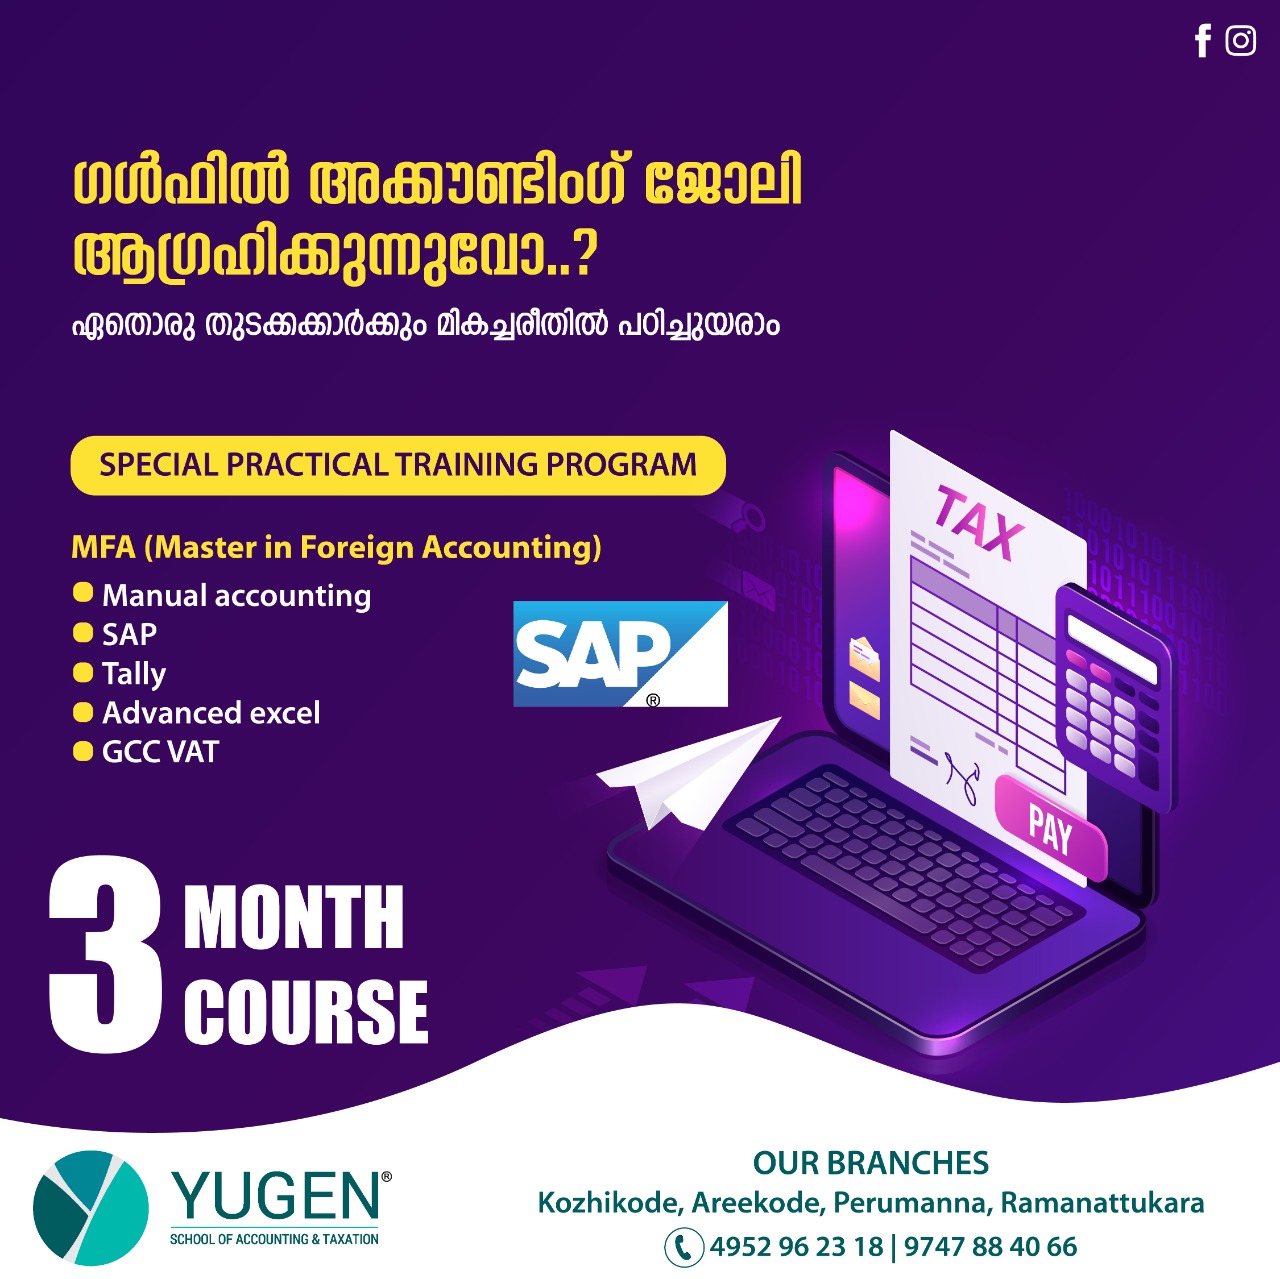 ഗൾഫിൽ അക്കൗണ്ടിംഗ് ജോലി
ആഗ്രഹിക്കുന്നുവോ..?
ഏതൊരു തുടക്കക്കാർക്കും മികച്ചരീതിൽ പഠിച്ചുയരാം
SPECIAL PRACTICAL TRAINING PROGRAM
MFA (Master in Foreign Accounting)
Manual accounting
SAP
Tally
Advanced excel
GCC VAT
SAP®
TAX
PAY
3 MONTH
COURSE
YUGEN®
SCHOOL OF ACCOUNTING & TAXATION
OUR BRANCHES
Kozhikode, Areekode, Perumanna, Ramanattukara
4952 96 23 18 | 9747 88 40 66